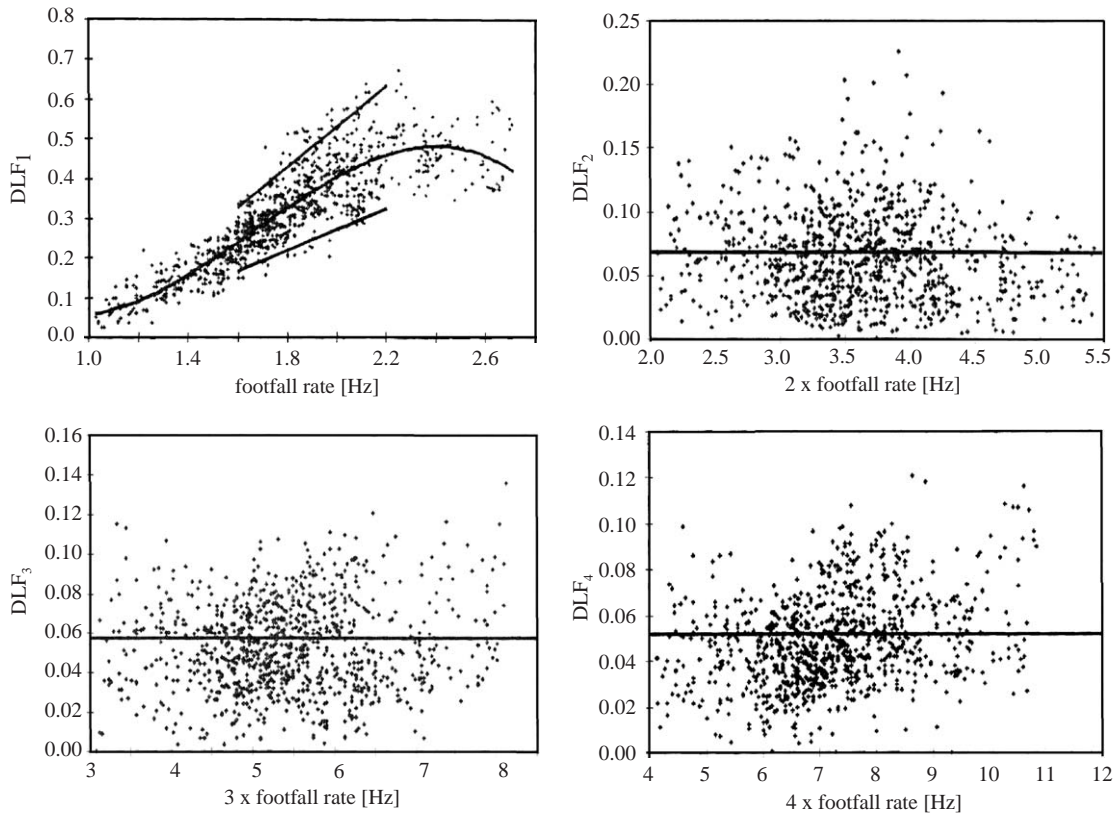 0.8
0.7
0.6
0.5
0.4
0.3
0.2
0.1
0.0
DLF1
1.0 1.4 1.8 2.2 2.6
footfall rate [Hz]
0.25
0.20
0.15
0.10
0.05
0.00
DLF2
2.0 2.5 3.0 3.5 4.0 4.5 5.0 5.5
2 x footfall rate [Hz]
0.16
0.14
0.12
0.10
0.08
0.06
0.04
0.02
0.00
DLF3
3 4 5 6 7 8
3 x footfall rate [Hz]
0.14
0.12
0.10
0.08
0.06
0.04
0.02
0.00
DLF4
4 5 6 7 8 9 10 11 12
4 x footfall rate [Hz]